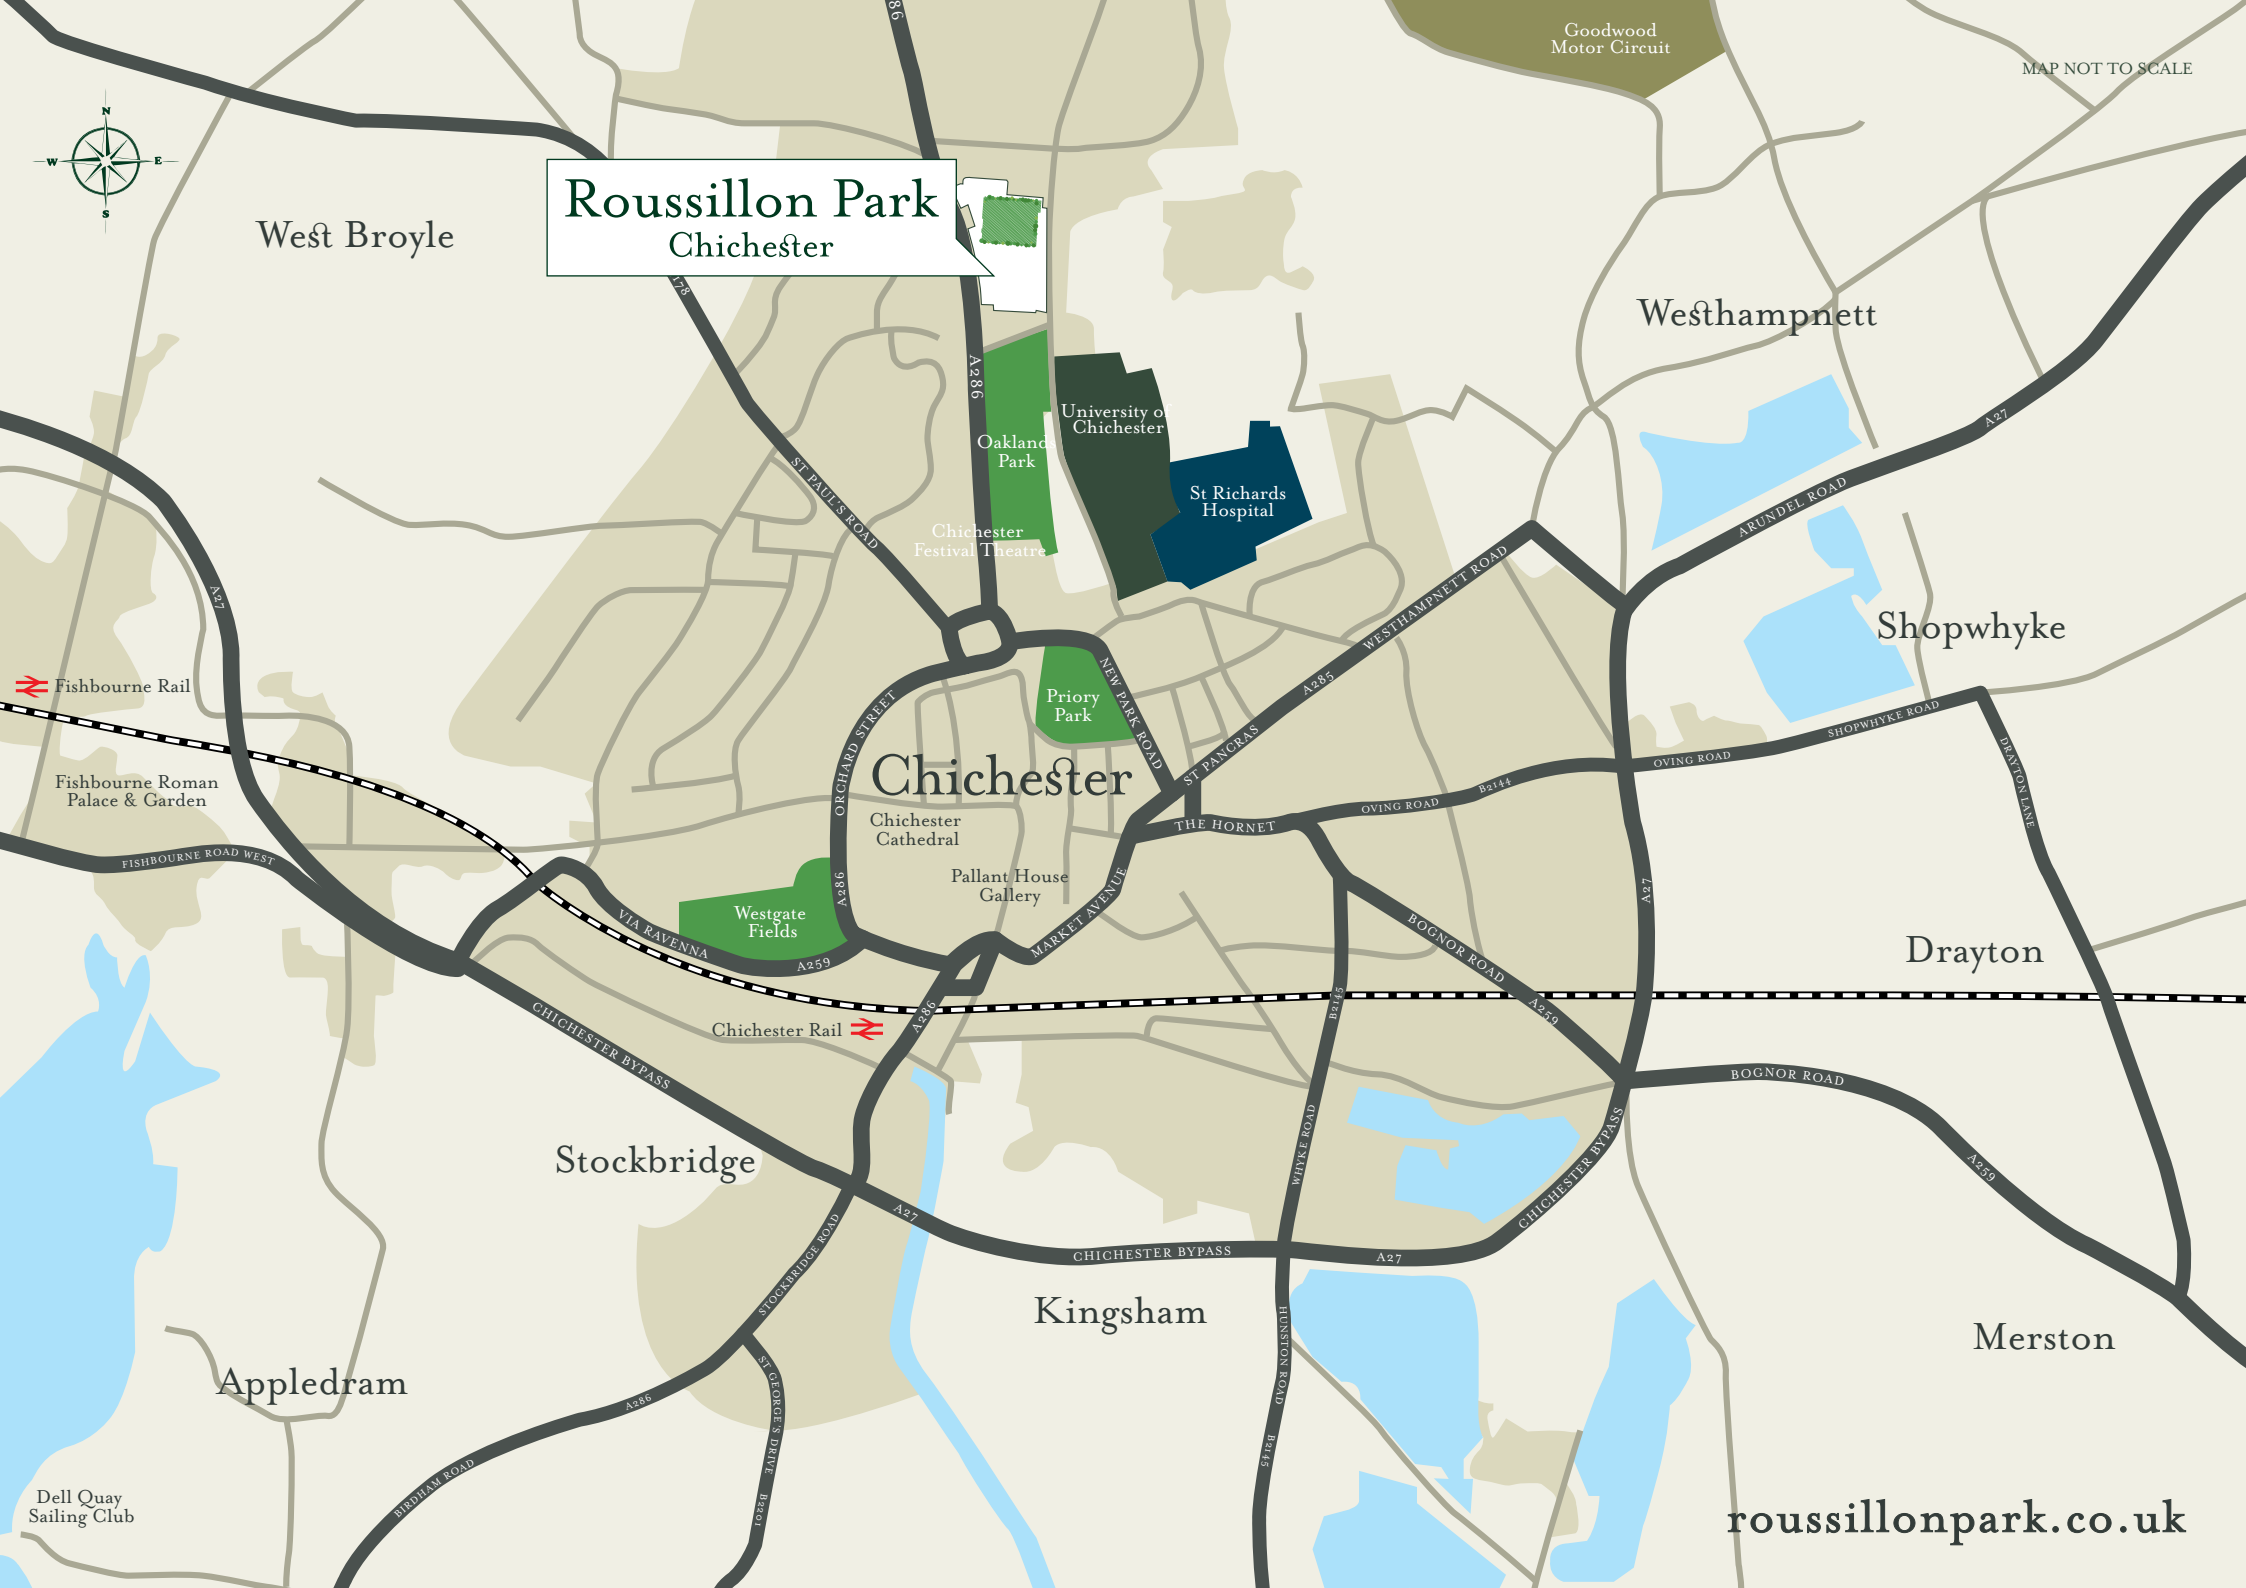 86
Goodwood
Motor Circuit
MAP NOT TO SCALE
N
W
E
S
Roussillon Park
Chichester
West Broyle
178
Westhampnett
A286
A27
University of
Chichester
Oaklands
Park
ST PAUL'S ROAD
St Richards
Hospital
ARUNDEL ROAD
Chichester
Festival Theatre
WESTHAMPNETT ROAD
A27
Shopwhyke
Fishbourne Rail
Priory
Park
NEW PARK ROAD
A285
SHOPWHYKE ROAD
ORCHARD STREET
ST PANCRAS
OVING ROAD
DRAYTON LANE
Chichester
Fishbourne Roman
Palace & Garden
B2144
OVING ROAD
Chichester
Cathedral
THE HORNET
FISHBOURNE ROAD WEST
A286
Pallant House
Gallery
A27
Westgate
Fields
VIA RAVENNA
MARKET AVENUE
BOGNOR ROAD
Drayton
A259
B2145
A259
CHICHESTER BYPASS
Chichester Rail
A286
BOGNOR ROAD
Stockbridge
WHYKE ROAD
CHICHESTER BYPASS
A259
A27
STOCKBRIDGE ROAD
CHICHESTER BYPASS
A27
Kingsham
HUNSTON ROAD
Merston
Appledram
ST GEORGE'S DRIVE
A286
B2145
BIRDHAM ROAD
B2201
Dell Quay
Sailing Club
roussillonpark.co.uk